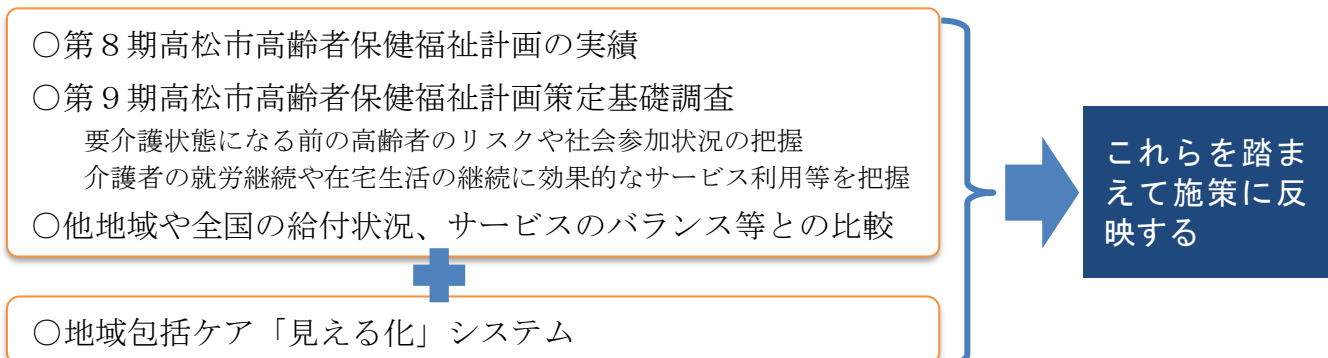 ○第８期高松市高齢者保健福祉計画の実績
○第９期高松市高齢者保健福祉計画策定基礎調査
要介護状態になる前の高齢者のリスクや社会参加状況の把握
介護者の就労継続や在宅生活の継続に効果的なサービス利用等を把握
○他地域や全国の給付状況、サービスのバランス等との比較
○地域包括ケア「見える化」システム
これらを踏ま
えて施策に反
映する